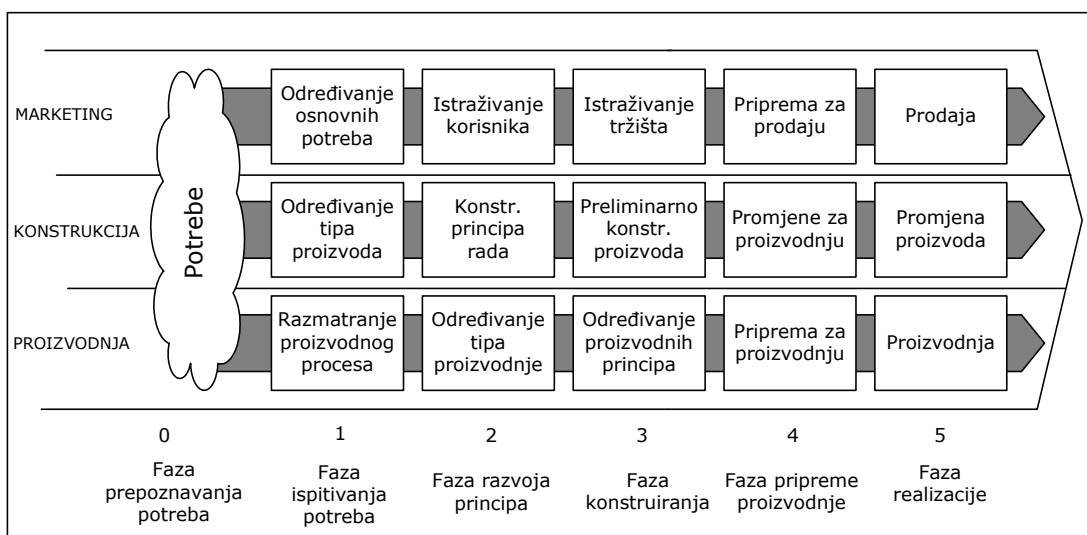 MARKETING
Potrebe
Određivanje
osnovnih
potreba
Istraživanje
korisnika
Istraživanje
tržišta
Priprema za
prodaju
Prodaja
KONSTRUKCIJA
Određivanje
tipa
proizvoda
Konstr.
principa
rada
Preliminarno
konstr.
proizvoda
Promjene za
proizvodnju
Promjena
proizvoda
PROIZVODNJA
Razmatranje
proizvodnog
procesa
Određivanje
tipa
proizvodnje
Određivanje
proizvodnih
principa
Priprema za
proizvodnju
Proizvodnja
0
Faza
prepoznavanja
potreba
1
Faza
ispitivanja
potreba
2
Faza razvoja
principa
3
Faza
konstruiranja
4
Faza pripreme
proizvodnje
5
Faza
realizacije